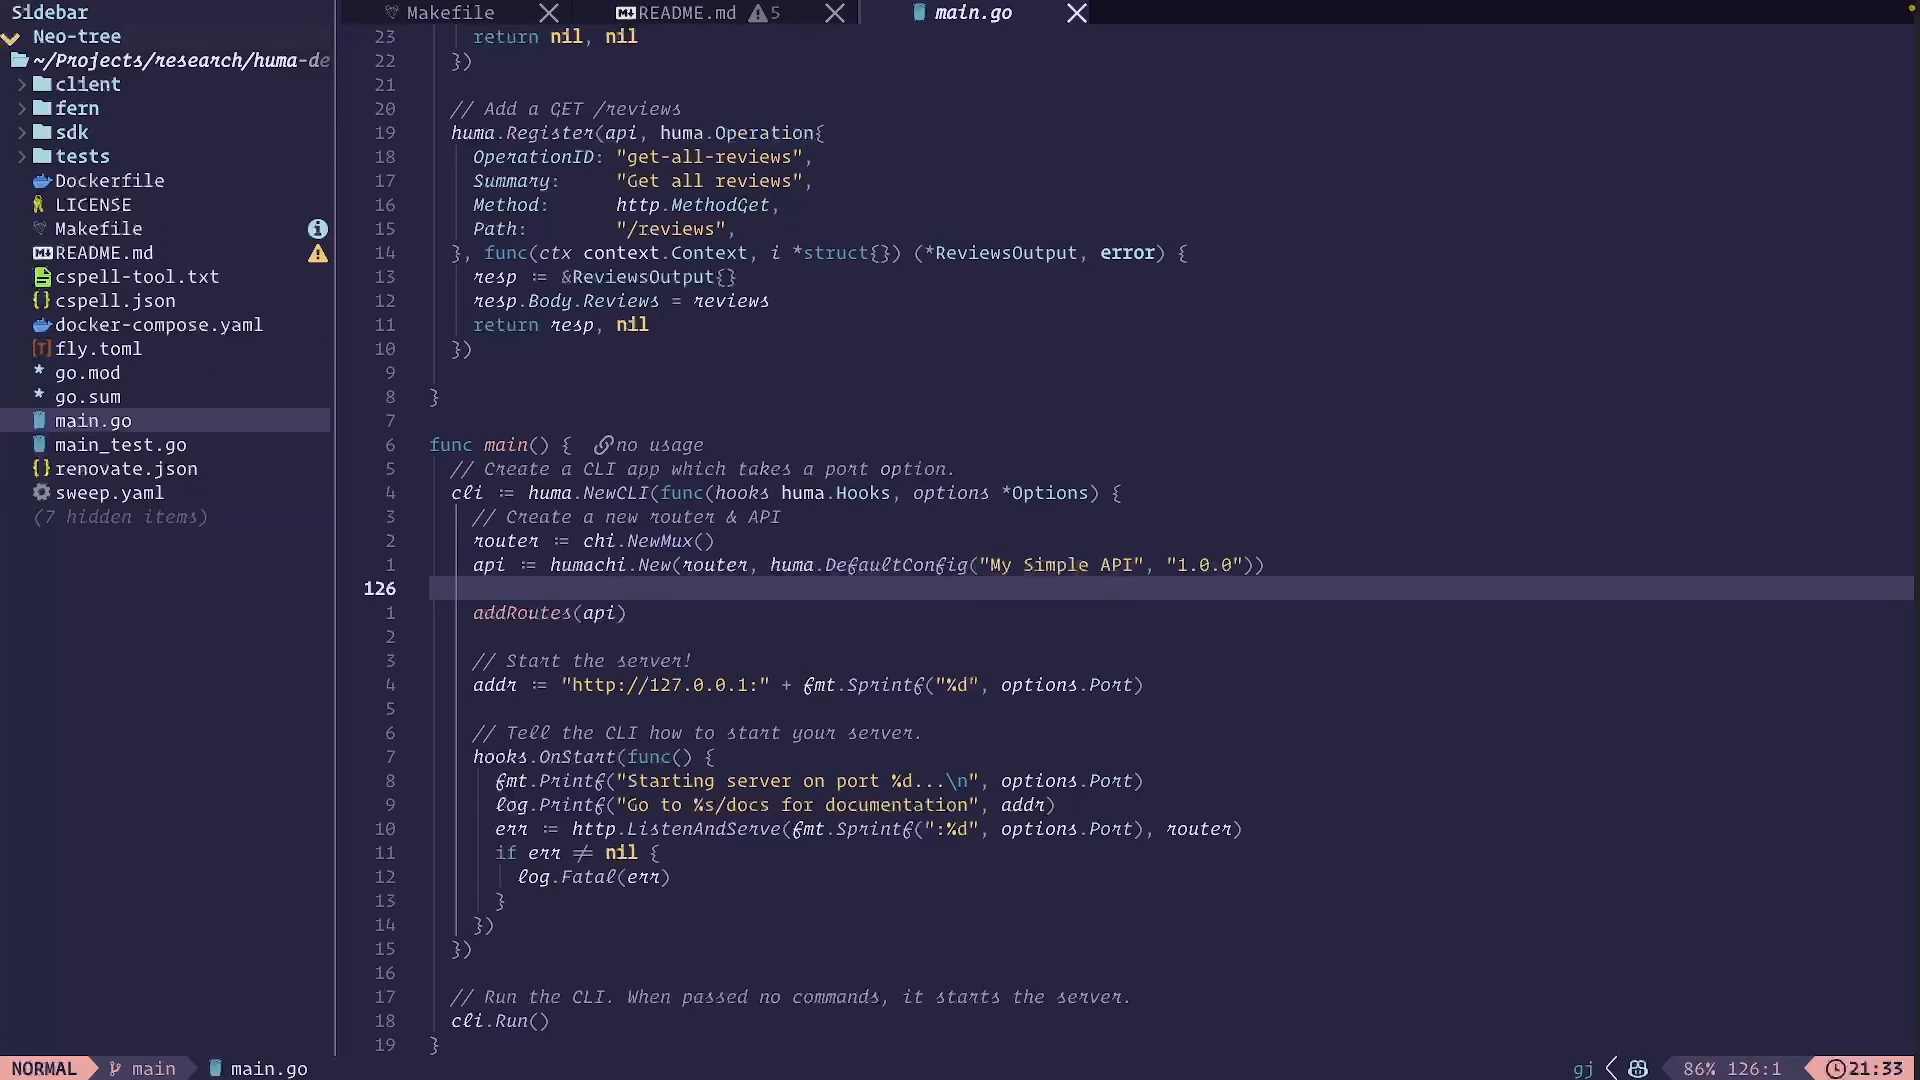 Sidebar
Neo-tree
~/Projects/research/huma-de
client
fern
sdk
tests
Dockerfile
LICENSE
Makefile
README.md
cspell-tool.txt
cspell.json
docker-compose.yaml
fly.toml
go.mod
go.sum
main.go
main_test.go
renovate.json
sweep.yaml
(7 hidden items)
Makefile README.md 5 main.go
23 return nil, nil
22 })
21
20 // Add a GET /reviews
19 huma.Register(api, huma.Operation{
18 OperationID: "get-all-reviews",
17 Summary: "Get all reviews",
16 Method: http.MethodGet,
15 Path: "/reviews",
14 }, func(ctx context.Context, i *struct{}) (*ReviewsOutput, error) {
13 resp := &ReviewsOutput{}
12 resp.Body.Reviews = reviews
11 return resp, nil
10 })
9
8 }
7
6 func main() { no usage
5 // Create a CLI app which takes a port option.
4 cli := huma.NewCLI(func(hooks huma.Hooks, options *Options) {
3 // Create a new router & API
2 router := chi.NewMux()
1 api := humachi.New(router, huma.DefaultConfig("My Simple API", "1.0.0"))
126
1 addRoutes(api)
2
3 // Start the server!
4 addr := "http://127.0.0.1:" + fmt.Sprintf("%d", options.Port)
5
6 // Tell the CLI how to start your server.
7 hooks.OnStart(func() {
8 fmt.Printf("Starting server on port %d...\n", options.Port)
9 log.Printf("Go to %s/docs for documentation", addr)
10 err := http.ListenAndServe(fmt.Sprintf(":%d", options.Port), router)
11 if err != nil {
12 log.Fatal(err)
13 }
14 })
15 })
16
17 // Run the CLI. When passed no commands, it starts the server.
18 cli.Run()
19 }
NORMAL main main.go gj 86% 126:1 21:33